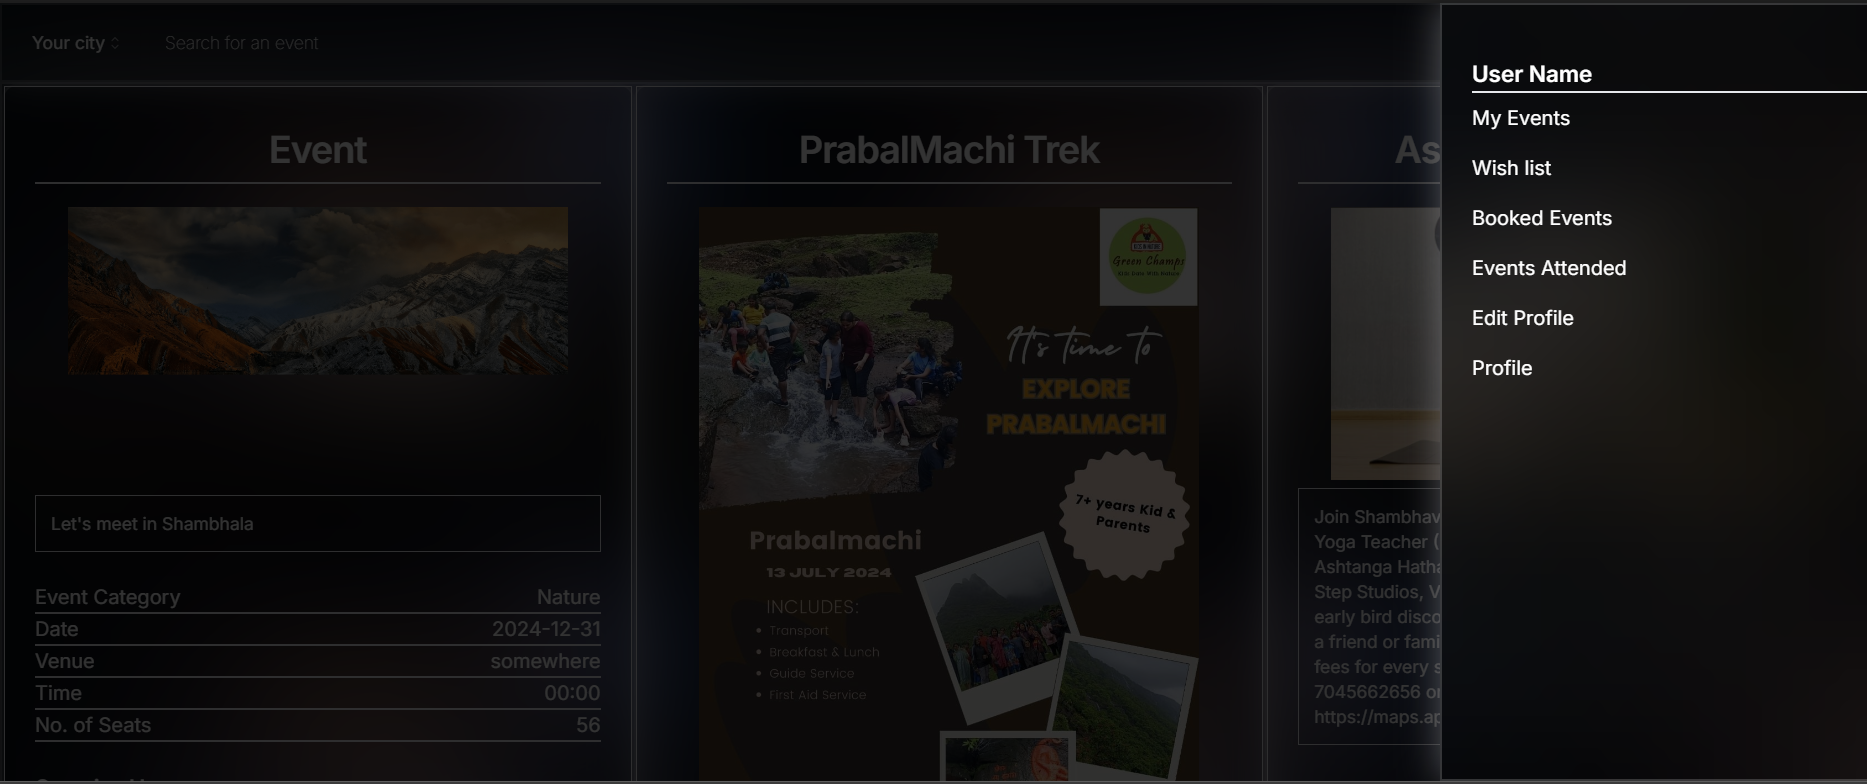 Your city
Search for an event
User Name
My Events
Wish list
Booked Events
Events Attended
Edit Profile
Profile
Event
Let's meet in Shambhala
Event Category Nature
Date 2024-12-31
Venue somewhere
Time 00:00
No. of Seats 56
PrabalMachi Trek
Green Champs
It's time to
EXPLORE
PRABALMACHI
7+ years Kid &
Parents
Prabalmachi
13 JULY 2024
INCLUDES:
• Transport
• Breakfast & Lunch
• Guide Service
• First Aid Service
As
Join Shambhav
Yoga Teacher (
Ashtanga Hatha
Step Studios, V
early bird disco
a friend or fami
fees for every s
7045662656 or
https://maps.ap